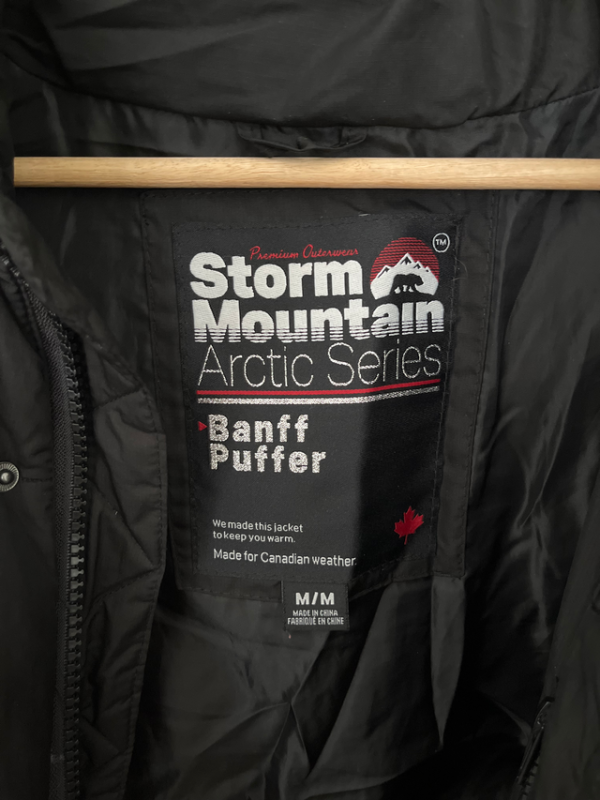 Premium Outerwear
TM
Storm
Mountain
Arctic Series
Banff
Puffer
We made this jacket
to keep you warm.
Made for Canadian weather.
M/M
MADE IN CHINA
FABRIQUÉ EN CHINE